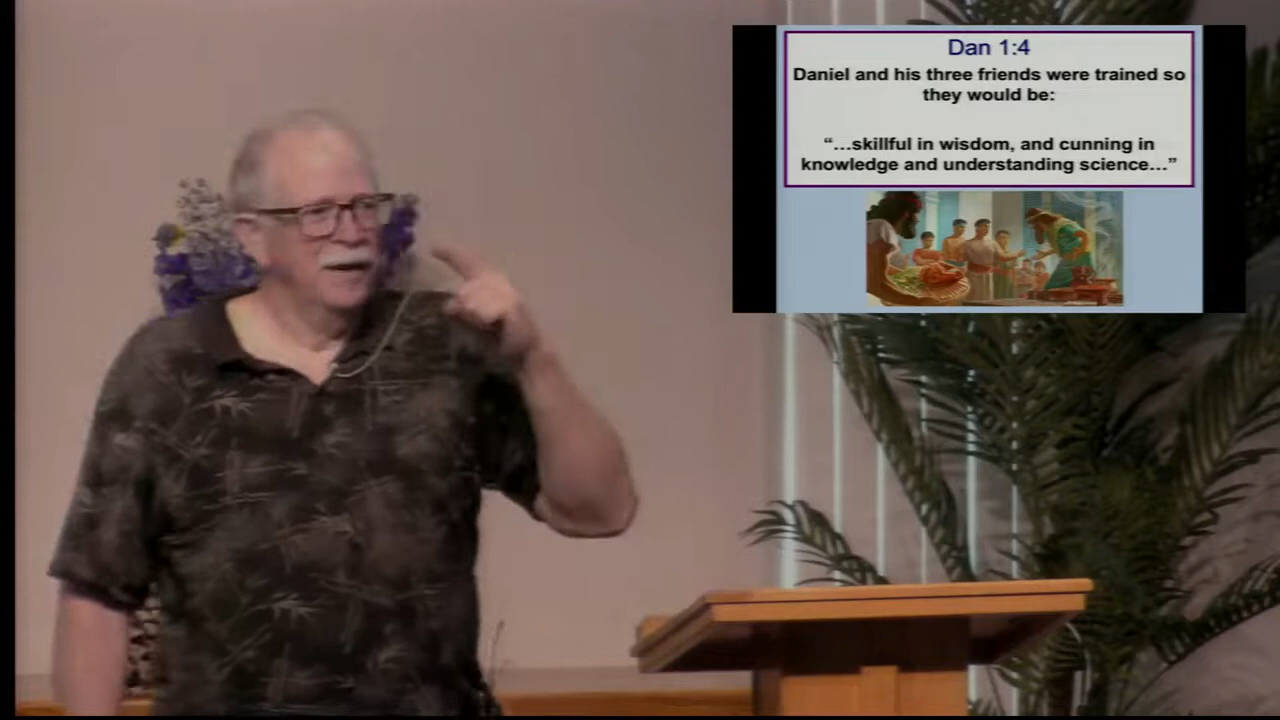 Dan 1:4
Daniel and his three friends were trained so
they would be:
“…skillful in wisdom, and cunning in
knowledge and understanding science…”